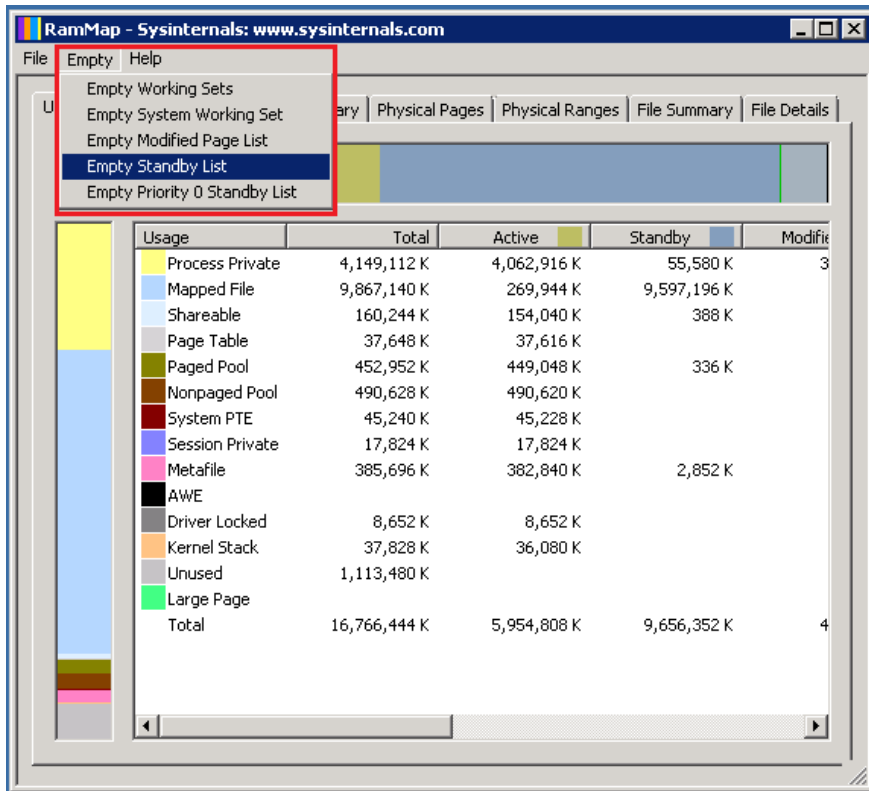 RamMap - Sysinternals: www.sysinternals.com
File Empty Help
Empty Working Sets
Empty System Working Set
Empty Modified Page List
Empty Standby List
Empty Priority 0 Standby List
U ary Physical Pages Physical Ranges File Summary File Details
Usage Total Active Standby Modifie
Process Private 4,149,112 K 4,062,916 K 55,580 K 3
Mapped File 9,867,140 K 269,944 K 9,597,196 K
Shareable 160,244 K 154,040 K 388 K
Page Table 37,648 K 37,616 K
Paged Pool 452,952 K 449,048 K 336 K
Nonpaged Pool 490,628 K 490,620 K
System PTE 45,240 K 45,228 K
Session Private 17,824 K 17,824 K
Metafile 385,696 K 382,840 K 2,852 K
AWE
Driver Locked 8,652 K 8,652 K
Kernel Stack 37,828 K 36,080 K
Unused 1,113,480 K
Large Page
Total 16,766,444 K 5,954,808 K 9,656,352 K 4